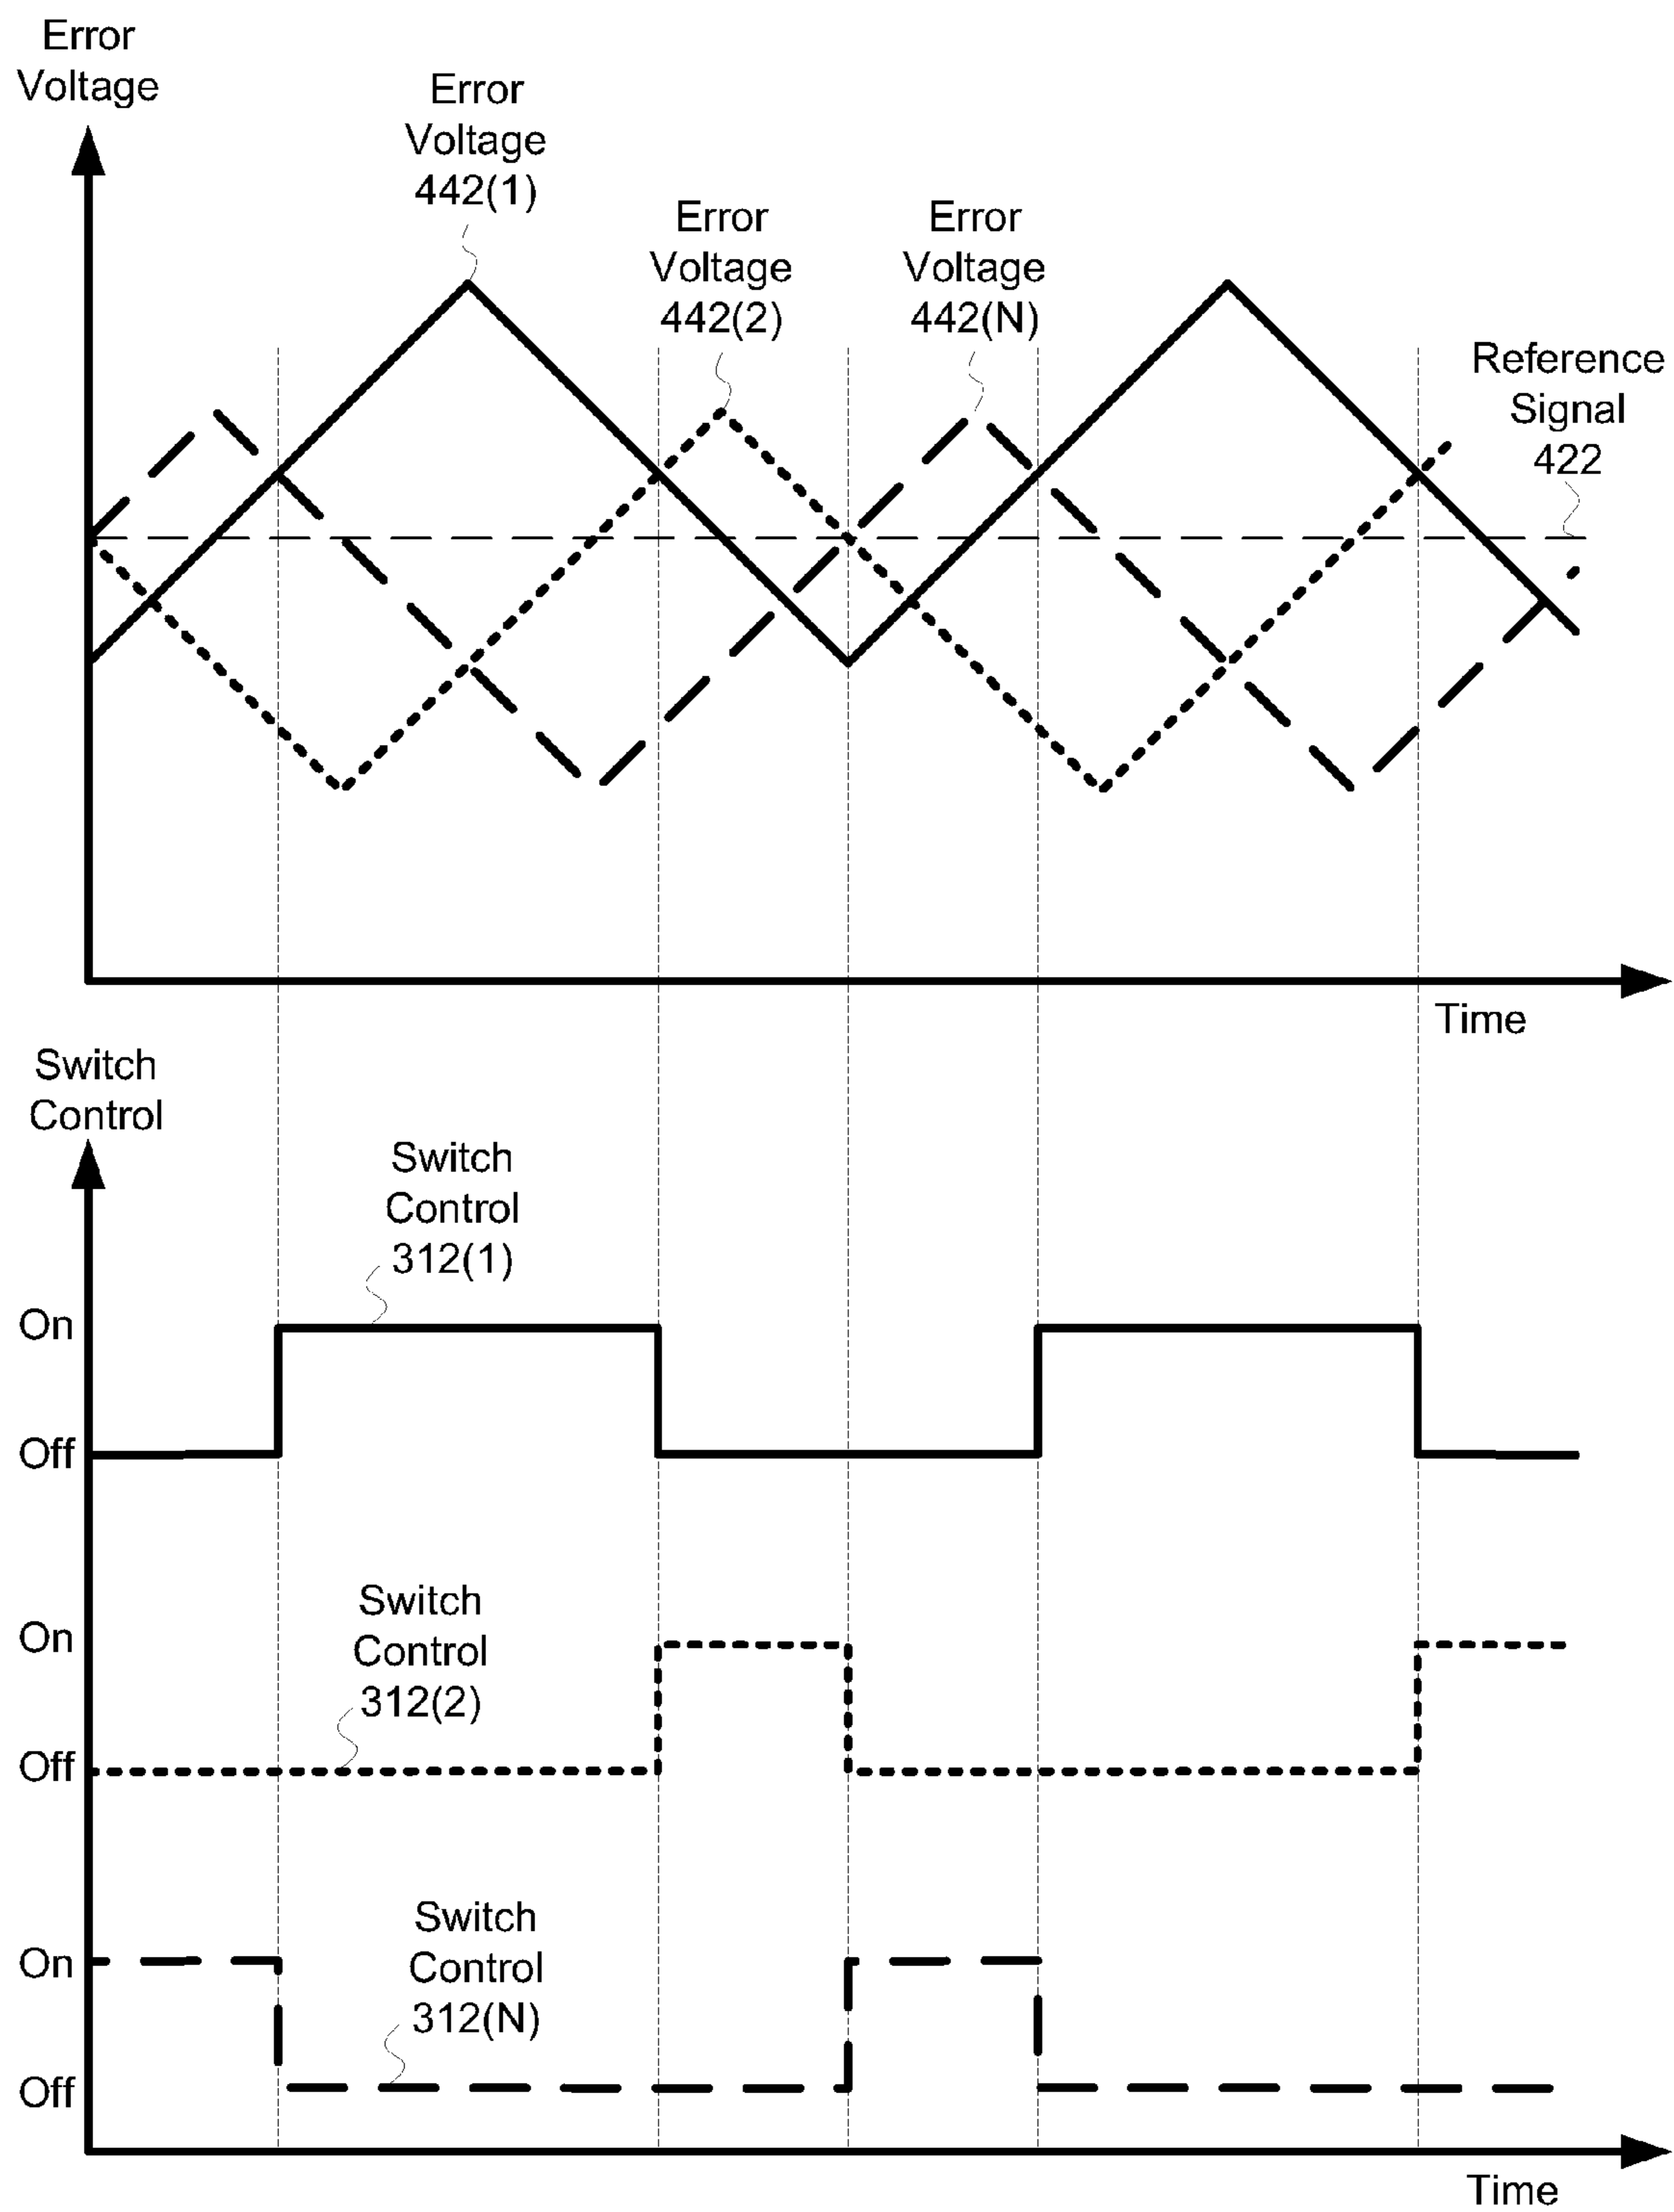 Error
Voltage
Error
Voltage
442(1)
Error
Voltage
442(2)
Error
Voltage
442(N)
Reference
Signal
422
Time
Switch
Control
Switch
Control
312(1)
On
Off
Switch
Control
312(2)
On
Off
Switch
Control
312(N)
On
Off
Time